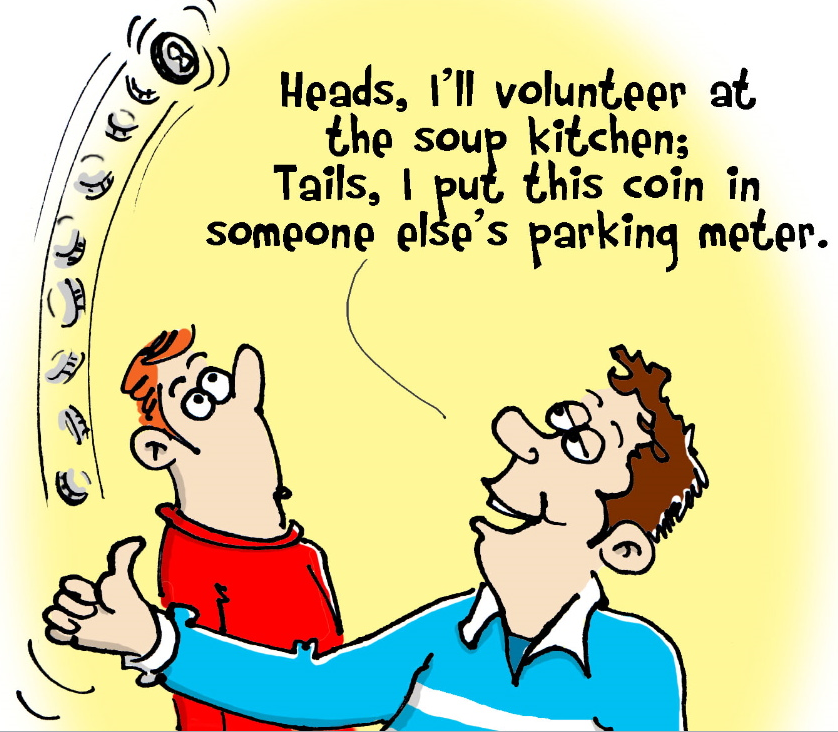 Heads, I'll volunteer at
the soup kitchen;
Tails, I put this coin in
someone else's parking meter.